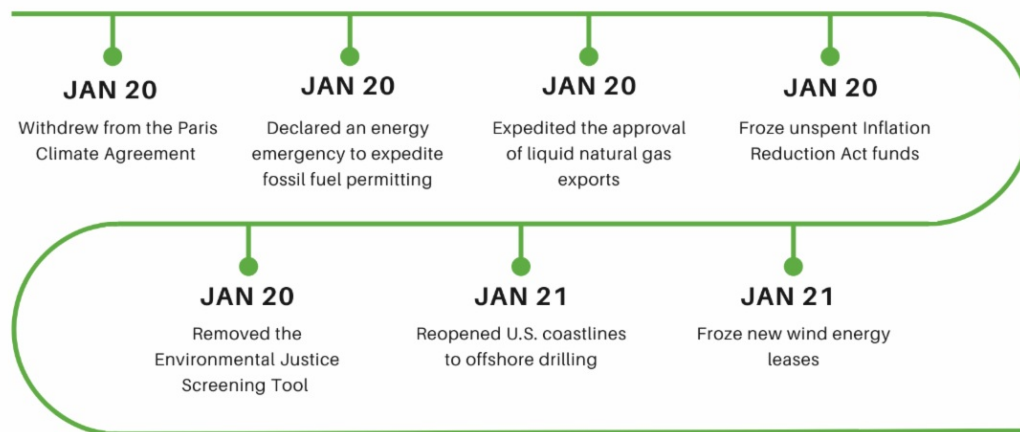 JAN 20
Withdrew from the Paris
Climate Agreement
JAN 20
Declared an energy
emergency to expedite
fossil fuel permitting
JAN 20
Expedited the approval
of liquid natural gas
exports
JAN 20
Froze unspent Inflation
Reduction Act funds
JAN 20
Removed the
Environmental Justice
Screening Tool
JAN 21
Reopened U.S. coastlines
to offshore drilling
JAN 21
Froze new wind energy
leases